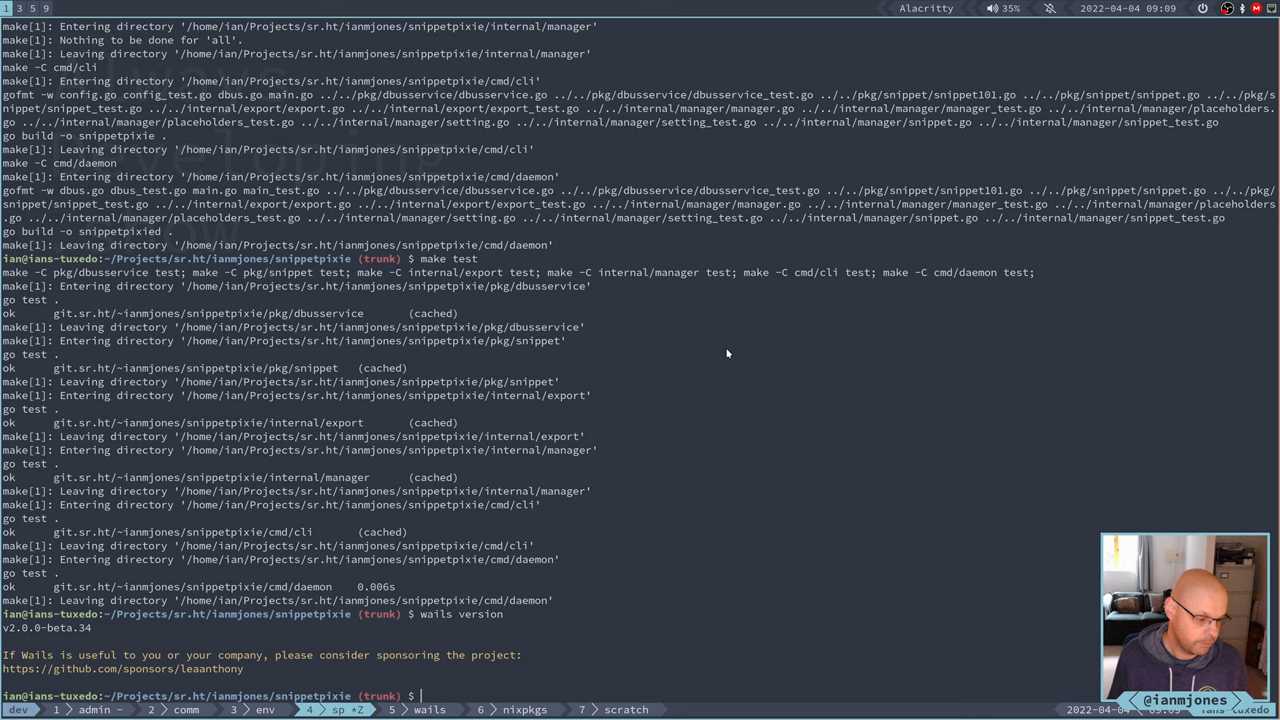 1 3 5 9 Alacritty 35% 2022-04-04 09:09
make[1]: Entering directory '/home/ian/Projects/sr.ht/ianmjones/snippetpixie/internal/manager'
make[1]: Nothing to be done for 'all'.
make[1]: Leaving directory '/home/ian/Projects/sr.ht/ianmjones/snippetpixie/internal/manager'
make -C cmd/cli
make[1]: Entering directory '/home/ian/Projects/sr.ht/ianmjones/snippetpixie/cmd/cli'
gofmt -w config.go config_test.go dbus.go main.go ../../pkg/dbusservice/dbusservice.go ../../pkg/dbusservice/dbusservice_test.go ../../pkg/snippet/snippet101.go ../../pkg/snippet/snippet.go ../../pkg/s
nippet/snippet_test.go ../../internal/export/export.go ../../internal/export/export_test.go ../../internal/manager/manager.go ../../internal/manager/manager_test.go ../../internal/manager/placeholders.
go ../../internal/manager/placeholders_test.go ../../internal/manager/setting.go ../../internal/manager/setting_test.go ../../internal/manager/snippet.go ../../internal/manager/snippet_test.go
go build -o snippetpixie .
make[1]: Leaving directory '/home/ian/Projects/sr.ht/ianmjones/snippetpixie/cmd/cli'
make -C cmd/daemon
make[1]: Entering directory '/home/ian/Projects/sr.ht/ianmjones/snippetpixie/cmd/daemon'
gofmt -w dbus.go dbus_test.go main.go main_test.go ../../pkg/dbusservice/dbusservice.go ../../pkg/dbusservice/dbusservice_test.go ../../pkg/snippet/snippet101.go ../../pkg/snippet/snippet.go ../../pkg/
snippet/snippet_test.go ../../internal/export/export.go ../../internal/export/export_test.go ../../internal/manager/manager.go ../../internal/manager/manager_test.go ../../internal/manager/placeholders
.go ../../internal/manager/placeholders_test.go ../../internal/manager/setting.go ../../internal/manager/setting_test.go ../../internal/manager/snippet.go ../../internal/manager/snippet_test.go
go build -o snippetpixied .
make[1]: Leaving directory '/home/ian/Projects/sr.ht/ianmjones/snippetpixie/cmd/daemon'
ian@ians-tuxedo:~/Projects/sr.ht/ianmjones/snippetpixie (trunk) $ make test
make -C pkg/dbusservice test; make -C pkg/snippet test; make -C internal/export test; make -C internal/manager test; make -C cmd/cli test; make -C cmd/daemon test;
make[1]: Entering directory '/home/ian/Projects/sr.ht/ianmjones/snippetpixie/pkg/dbusservice'
go test .
ok git.sr.ht/~ianmjones/snippetpixie/pkg/dbusservice (cached)
make[1]: Leaving directory '/home/ian/Projects/sr.ht/ianmjones/snippetpixie/pkg/dbusservice'
make[1]: Entering directory '/home/ian/Projects/sr.ht/ianmjones/snippetpixie/pkg/snippet'
go test .
ok git.sr.ht/~ianmjones/snippetpixie/pkg/snippet (cached)
make[1]: Leaving directory '/home/ian/Projects/sr.ht/ianmjones/snippetpixie/pkg/snippet'
make[1]: Entering directory '/home/ian/Projects/sr.ht/ianmjones/snippetpixie/internal/export'
go test .
ok git.sr.ht/~ianmjones/snippetpixie/internal/export (cached)
make[1]: Leaving directory '/home/ian/Projects/sr.ht/ianmjones/snippetpixie/internal/export'
make[1]: Entering directory '/home/ian/Projects/sr.ht/ianmjones/snippetpixie/internal/manager'
go test .
ok git.sr.ht/~ianmjones/snippetpixie/internal/manager (cached)
make[1]: Leaving directory '/home/ian/Projects/sr.ht/ianmjones/snippetpixie/internal/manager'
make[1]: Entering directory '/home/ian/Projects/sr.ht/ianmjones/snippetpixie/cmd/cli'
go test .
ok git.sr.ht/~ianmjones/snippetpixie/cmd/cli (cached)
make[1]: Leaving directory '/home/ian/Projects/sr.ht/ianmjones/snippetpixie/cmd/cli'
make[1]: Entering directory '/home/ian/Projects/sr.ht/ianmjones/snippetpixie/cmd/daemon'
go test .
ok git.sr.ht/~ianmjones/snippetpixie/cmd/daemon 0.006s
make[1]: Leaving directory '/home/ian/Projects/sr.ht/ianmjones/snippetpixie/cmd/daemon'
ian@ians-tuxedo:~/Projects/sr.ht/ianmjones/snippetpixie (trunk) $ wails version
v2.0.0-beta.34
If Wails is useful to you or your company, please consider sponsoring the project:
https://github.com/sponsors/leaanthony
ian@ians-tuxedo:~/Projects/sr.ht/ianmjones/snippetpixie (trunk) $
@ianmjones
dev 1 admin - 2 comm 3 env 4 sp *Z 5 wails 6 nixpkgs 7 scratch 2022-04-04 tuxedo